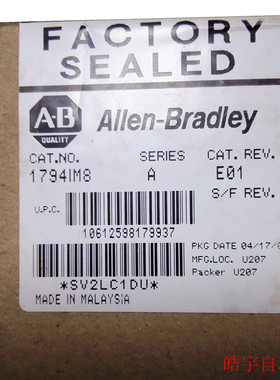 FACTORY
SEALED
A·B
QUALITY
Allen-Bradley
CAT.NO. SERIES CAT. REV.
1794IM8 A E01
S/F REV.
U.P.C.
10612598179937
PKG DATE 04/17/0
MFG.LOC. U207
Packer U207
*SV2LC1DU*
MADE IN MALAYSIA
皓宇自